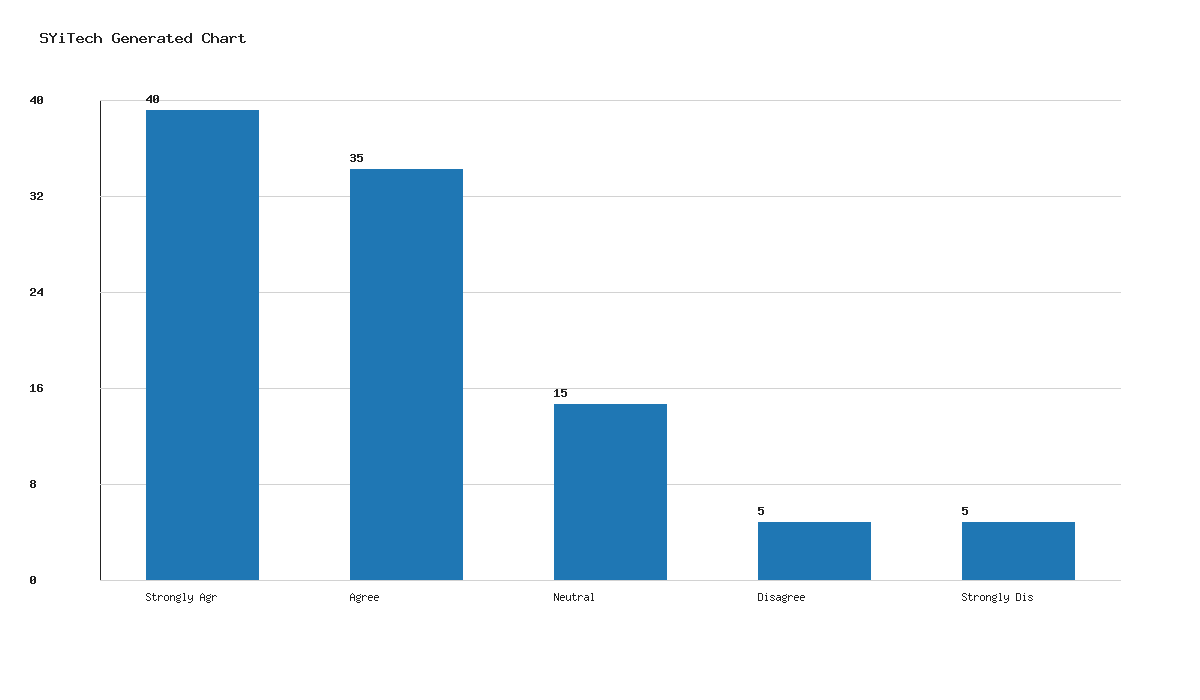 SYiTech Generated Chart
40
40
35
32
24
16
15
8
5
5
0
Strongly Agr
Agree
Neutral
Disagree
Strongly Dis